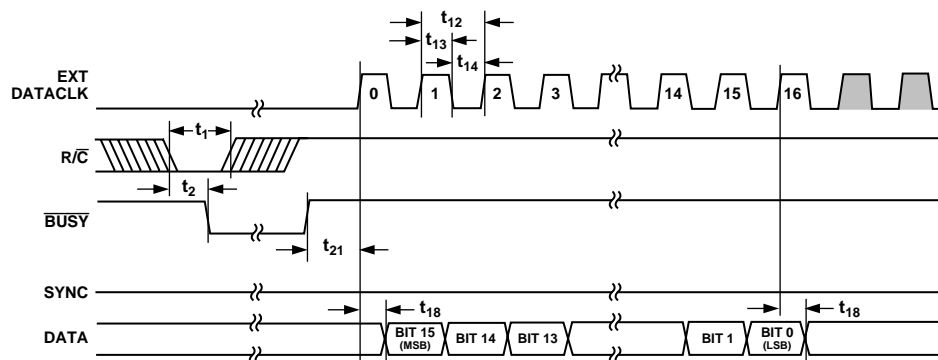 t12
t13
t14
EXT
DATACLK
0
1
2
3
14
15
16
t1
R/C̅
t2
B̅U̅S̅Y̅
t21
SYNC
t18
t18
DATA
BIT 15
(MSB)
BIT 14
BIT 13
BIT 1
BIT 0
(LSB)